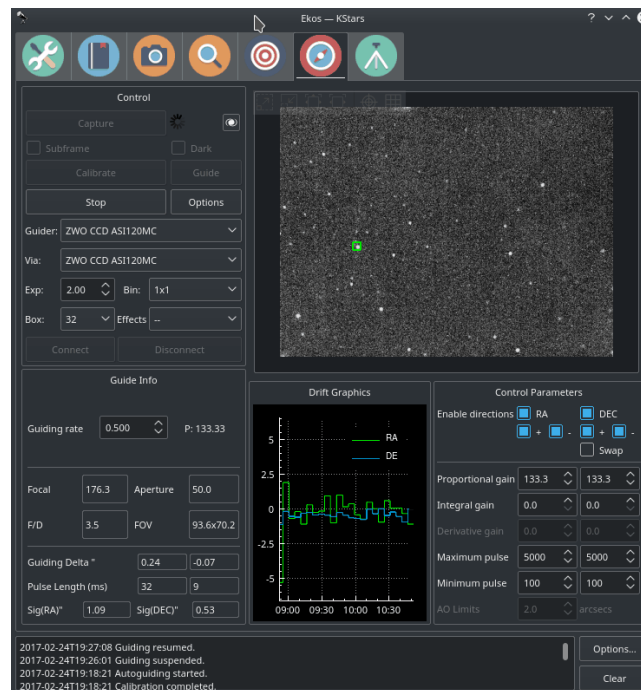 Ekos — KStars
Control
Capture
Subframe
Dark
Calibrate
Guide
Stop
Options
Guider: ZWO CCD ASI120MC
Via: ZWO CCD ASI120MC
Exp: 2.00 Bin: 1x1
Box: 32 Effects --
Connect
Disconnect
Guide Info
Guiding rate 0.500 P: 133.33
Focal 176.3 Aperture 50.0
F/D 3.5 FOV 93.6x70.2
Guiding Delta " 0.24 -0.07
Pulse Length (ms) 32 9
Sig(RA)" 1.09 Sig(DEC)" 0.53
Drift Graphics
RA
DE
5
2.5
0
-2.5
-5
09:00 09:30 10:00 10:30
Control Parameters
Enable directions RA DEC
+ - + -
Swap
Proportional gain 133.3 133.3
Integral gain 0.0 0.0
Derivative gain 0.0 0.0
Maximum pulse 5000 5000
Minimum pulse 100 100
AO Limits 2.0 arcsecs
2017-02-24T19:27:08 Guiding resumed.
2017-02-24T19:26:01 Guiding suspended.
2017-02-24T19:18:21 Autoguiding started.
2017-02-24T19:18:21 Calibration completed.
Options...
Clear